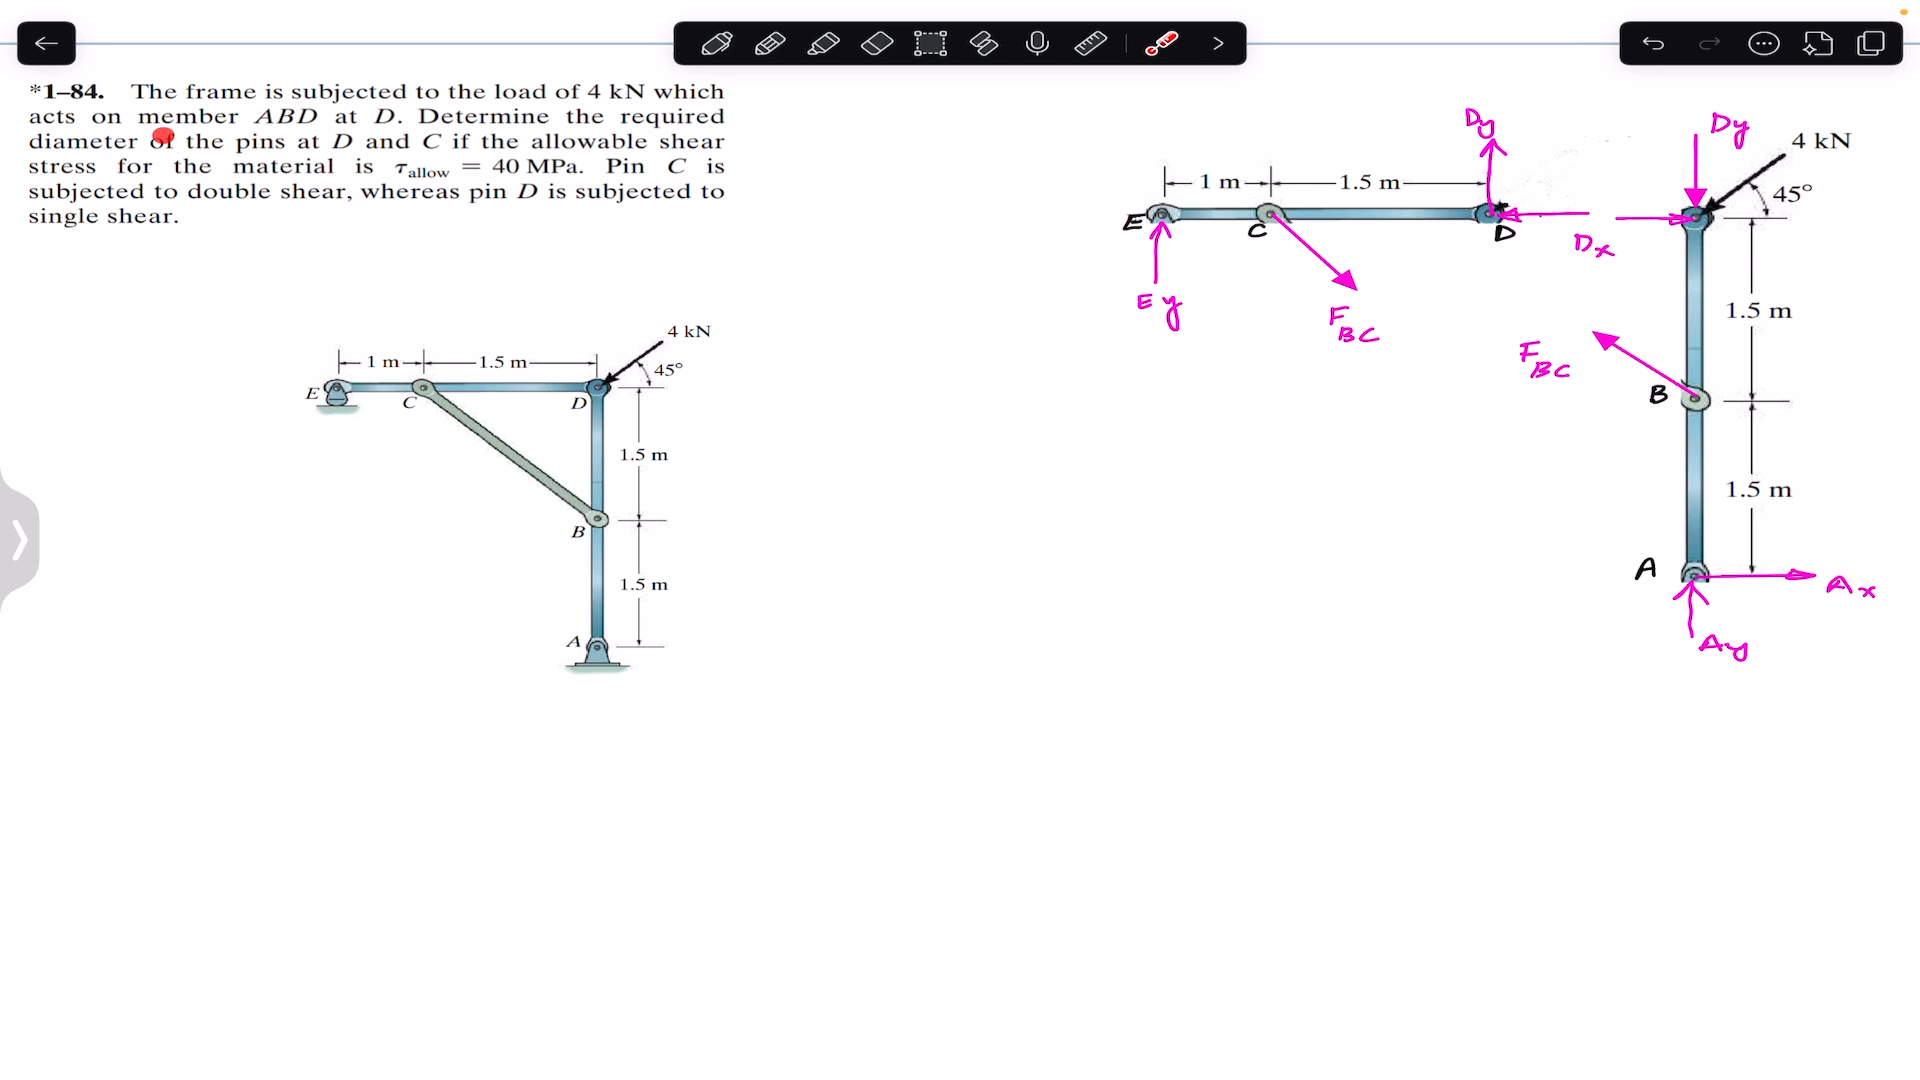 *1–84. The frame is subjected to the load of 4 kN which
acts on member ABD at D. Determine the required
diameter of the pins at D and C if the allowable shear
stress for the material is τallow = 40 MPa. Pin C is
subjected to double shear, whereas pin D is subjected to
single shear.
4 kN
1 m
1.5 m
45°
E
C
D
1.5 m
B
1.5 m
A
Dy
1 m
1.5 m
E
C
D
Ey
FBC
Dx
Dy
4 kN
45°
1.5 m
FBC
B
1.5 m
A
Ax
Ay